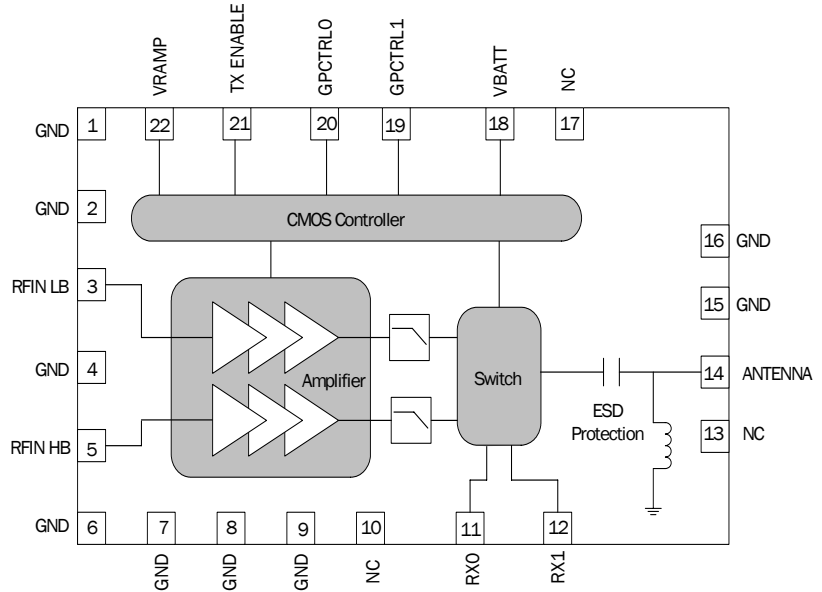 VRAMP
TX ENABLE
GPCTRL0
GPCTRL1
VBATT
NC
GND 1
22
21
20
19
18
17
GND 2
CMOS Controller
16 GND
RFIN LB 3
15 GND
GND 4
Amplifier
Switch
14 ANTENNA
ESD
Protection
RFIN HB 5
13 NC
GND 6
7
8
9
10
11
12
GND
GND
GND
NC
RX0
RX1